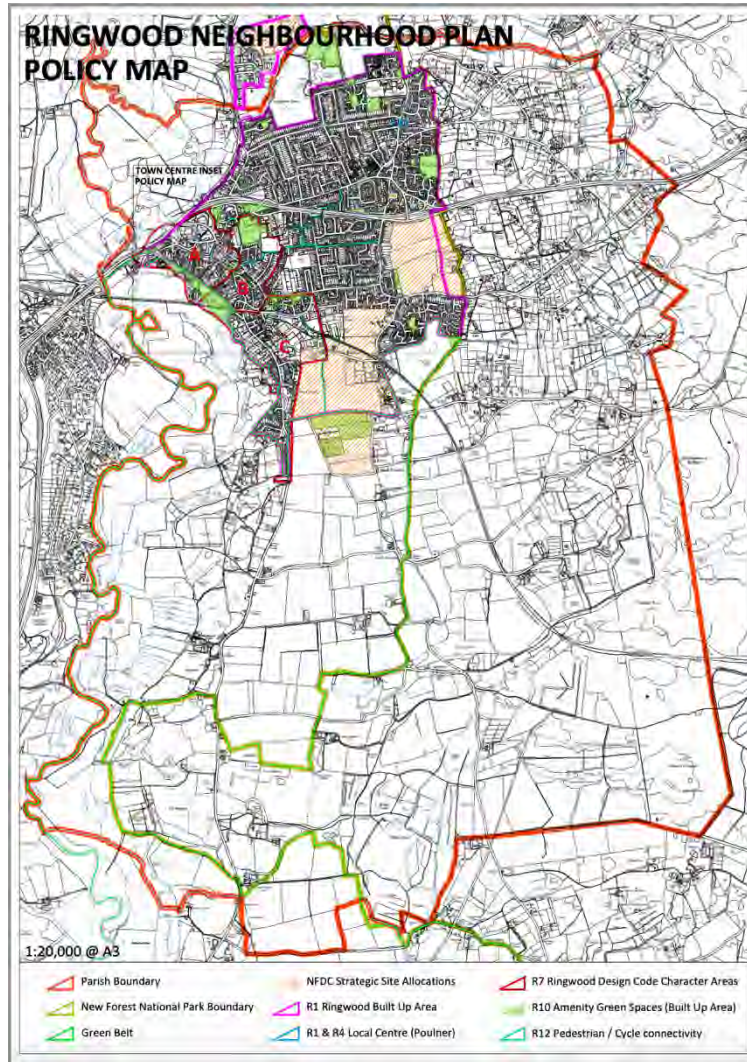 RINGWOOD NEIGHBOURHOOD PLAN
POLICY MAP
TOWN CENTRE INSET
POLICY MAP
A
B
C
1:20,000 @ A3
Parish Boundary
NFDC Strategic Site Allocations
R7 Ringwood Design Code Character Areas
New Forest National Park Boundary
R1 Ringwood Built Up Area
R10 Amenity Green Spaces (Built Up Area)
Green Belt
R1 & R4 Local Centre (Poulner)
R12 Pedestrian / Cycle connectivity